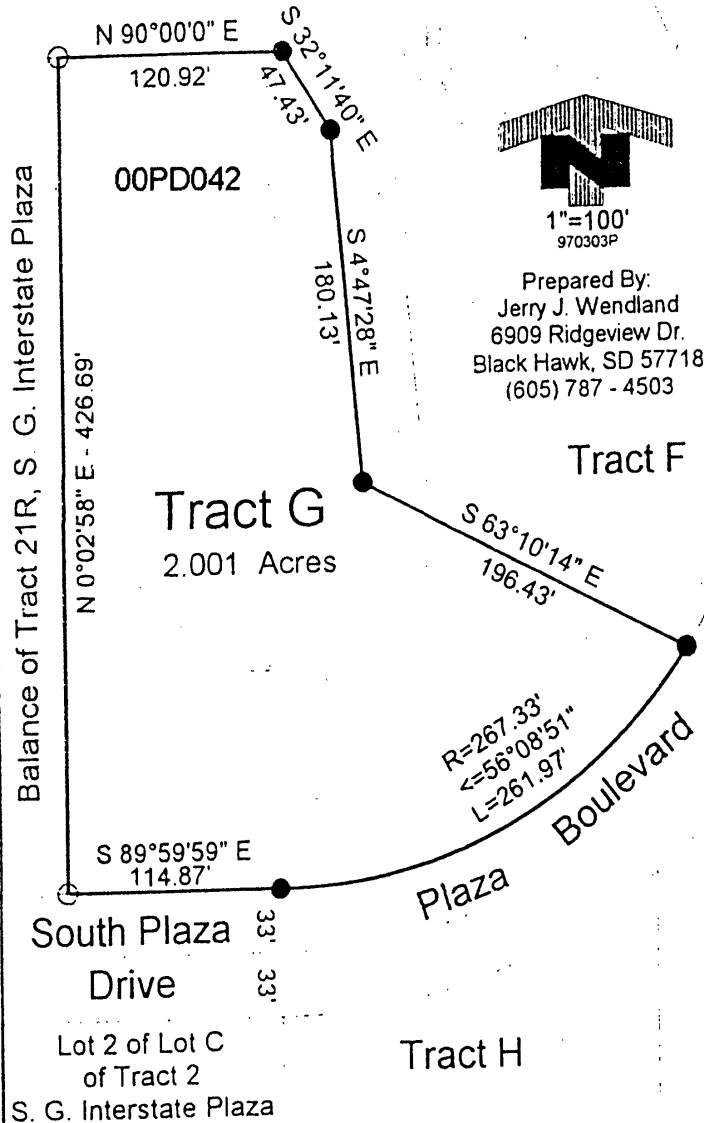 N 90°00'0" E
120.92'
S 32°11'40" E
47.43'
00PD042
N
1"=100'
970303P
Prepared By:
Jerry J. Wendland
6909 Ridgeview Dr.
Black Hawk, SD 57718
(605) 787 - 4503
S 4°47'28" E
180.13'
Balance of Tract 21R, S. G. Interstate Plaza
N 0°02'58" E - 426.69'
Tract F
Tract G
2.001 Acres
S 63°10'14" E
196.43'
R=267.33'
<=56°08'51"
L=261.97'
Plaza Boulevard
S 89°59'59" E
114.87'
South Plaza
Drive
33'
33'
Lot 2 of Lot C
of Tract 2
S. G. Interstate Plaza
Tract H